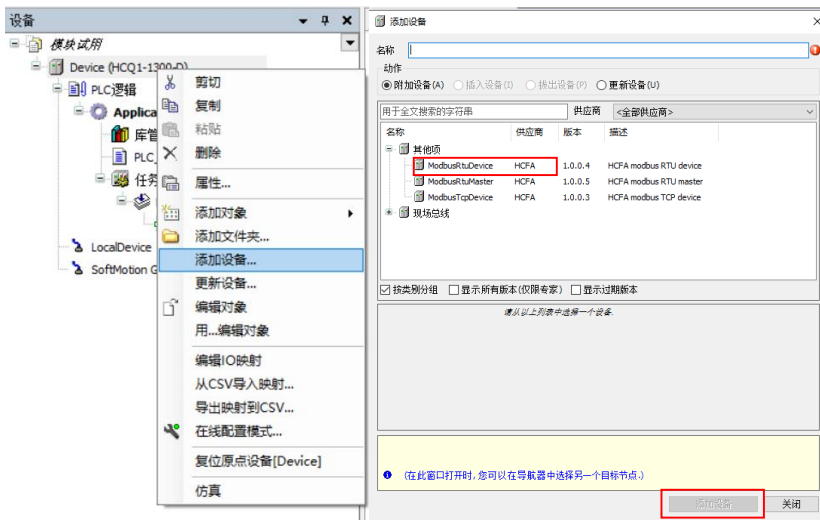 设备
模块试用
Device (HCQ1-1300-D)
PLC逻辑
Applica
库管
PLC_
任务
LocalDevice
SoftMotion G
剪切
复制
粘贴
删除
属性...
添加对象
添加文件夹...
添加设备...
更新设备...
编辑对象
用...编辑对象
编辑IO映射
从CSV导入映射...
导出映射到CSV...
在线配置模式...
复位原点设备[Device]
仿真
添加设备
名称
动作
附加设备(A) 插入设备(I) 拔出设备(P) 更新设备(U)
用于全文搜索的字符串 供应商 <全部供应商>
名称 供应商 版本 描述
其他项
ModbusRtuDevice HCFA 1.0.0.4 HCFA modbus RTU device
ModbusRtuMaster HCFA 1.0.0.5 HCFA modbus RTU master
ModbusTcpDevice HCFA 1.0.0.3 HCFA modbus TCP device
现场总线
按类别分组 显示所有版本(仅限专家) 显示过期版本
请从以上列表中选择一个设备.
(在此窗口打开时, 您可以在导航器中选择另一个目标节点.)
添加设备 关闭